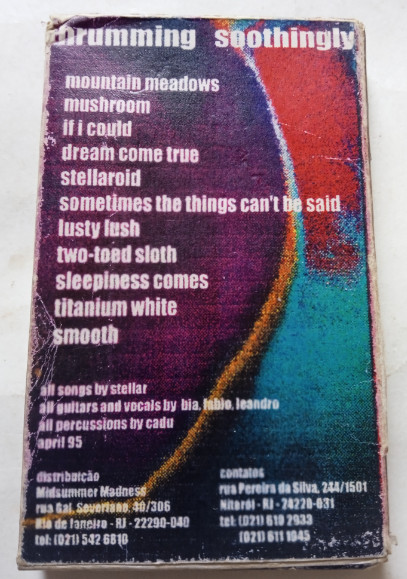 drumming soothingly
mountain meadows
mushroom
if i could
dream come true
stellaroid
sometimes the things can't be said
lusty lush
two-toed sloth
sleepiness comes
titanium white
smooth
all songs by stellar
all guitars and vocals by bia, fabio, leandro
all percussions by cadu
april 95
distribuição
Midsummer Madness
rua Gal. Severiano, 40/306
Rio de Janeiro - RJ - 22290-040
tel: (021) 542 6810
contatos
rua Pereira da Silva, 244/1501
Niterói - RJ - 24220-031
tel: (021) 610 2933
(021) 611 1045